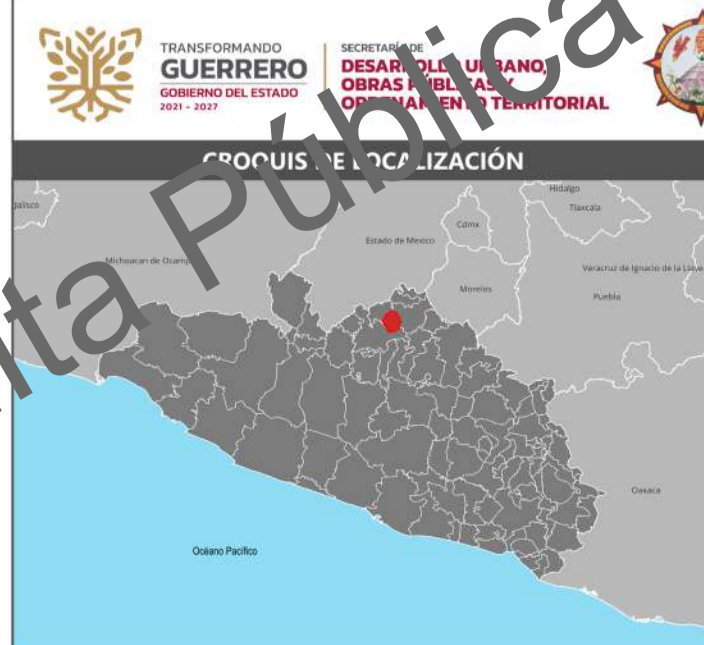 TRANSFORMANDO
GUERRERO
GOBIERNO DEL ESTADO
2021 - 2027
SECRETARÍA DE
DESARROLLO URBANO,
OBRAS PÚBLICAS Y
ORDENAMIENTO TERRITORIAL
CROQUIS DE LOCALIZACIÓN
Jalisco
Hidalgo
Tlaxcala
Cdmx
Estado de Mexico
Michoacan de Ocampo
Veracruz de Ignacio de la Llave
Morelos
Puebla
Oaxaca
Océano Pacífico
Pública